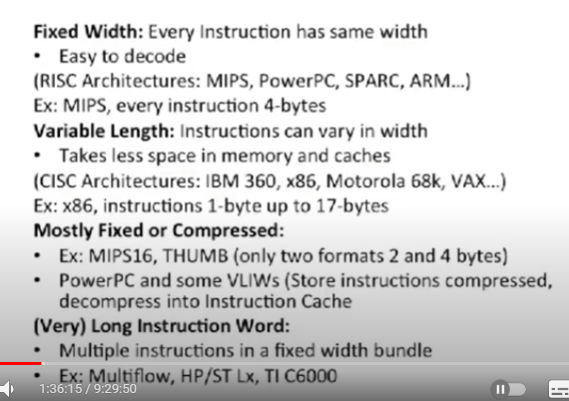 Fixed Width: Every Instruction has same width
• Easy to decode
(RISC Architectures: MIPS, PowerPC, SPARC, ARM...)
Ex: MIPS, every instruction 4-bytes
Variable Length: Instructions can vary in width
• Takes less space in memory and caches
(CISC Architectures: IBM 360, x86, Motorola 68k, VAX...)
Ex: x86, instructions 1-byte up to 17-bytes
Mostly Fixed or Compressed:
• Ex: MIPS16, THUMB (only two formats 2 and 4 bytes)
• PowerPC and some VLIWs (Store instructions compressed,
decompress into Instruction Cache
(Very) Long Instruction Word:
• Multiple instructions in a fixed width bundle
• Ex: Multiflow, HP/ST Lx, TI C6000
1:36:15 / 9:29:50